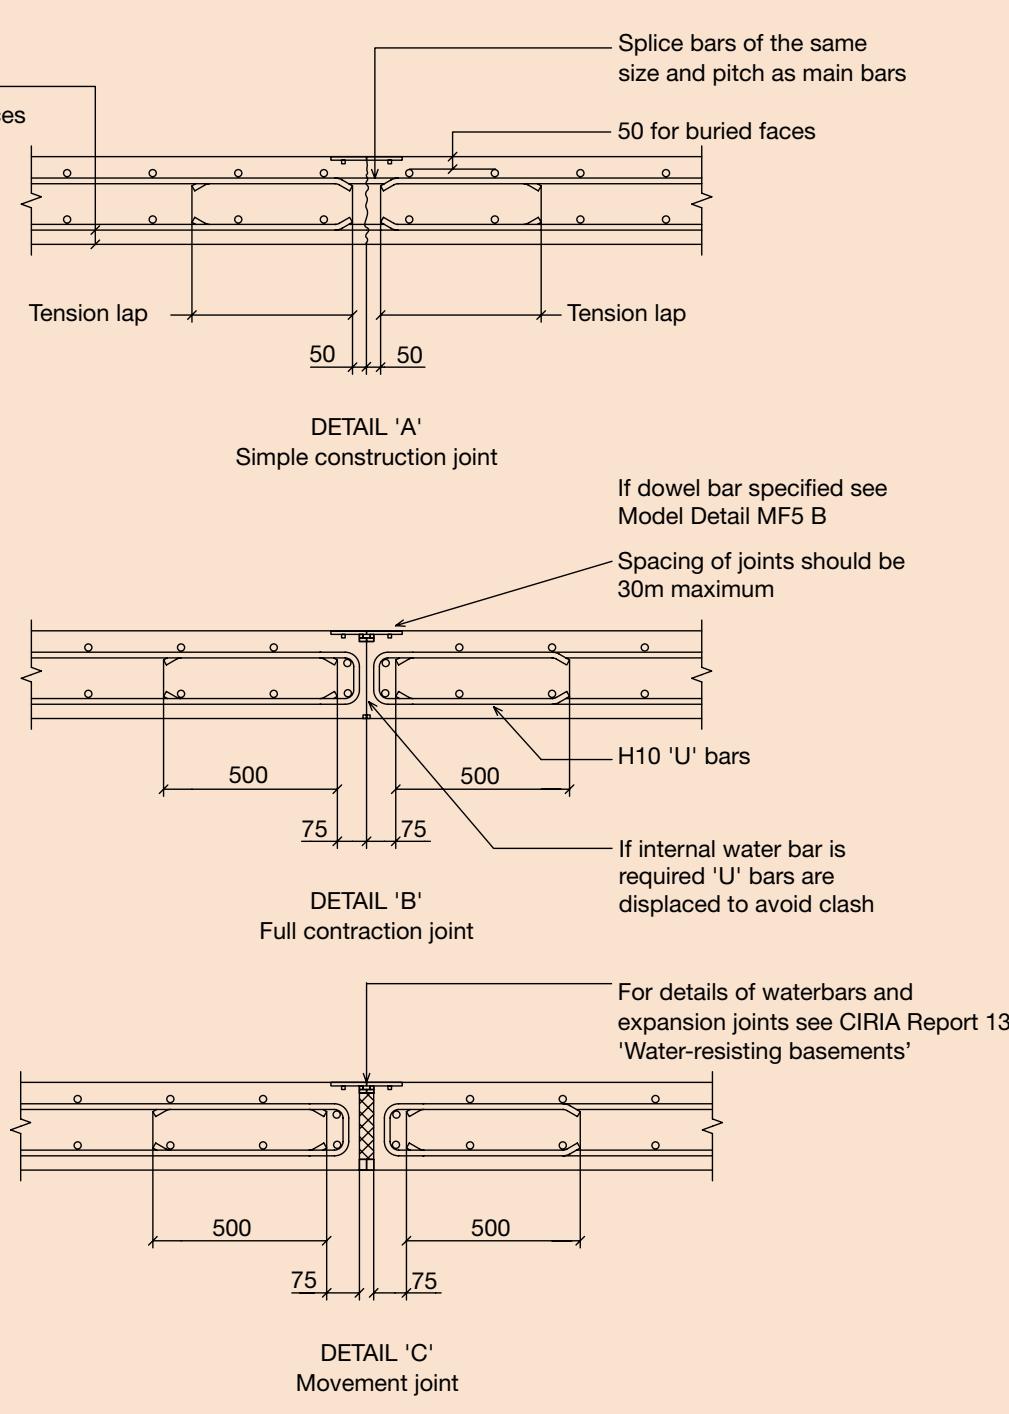 Splice bars of the same
size and pitch as main bars
50 for buried faces
Tension lap
Tension lap
50
50
DETAIL 'A'
Simple construction joint
If dowel bar specified see
Model Detail MF5 B
Spacing of joints should be
30m maximum
H10 'U' bars
500
500
75
75
If internal water bar is
required 'U' bars are
displaced to avoid clash
DETAIL 'B'
Full contraction joint
For details of waterbars and
expansion joints see CIRIA Report 13
'Water-resisting basements’
500
500
75
75
DETAIL 'C'
Movement joint